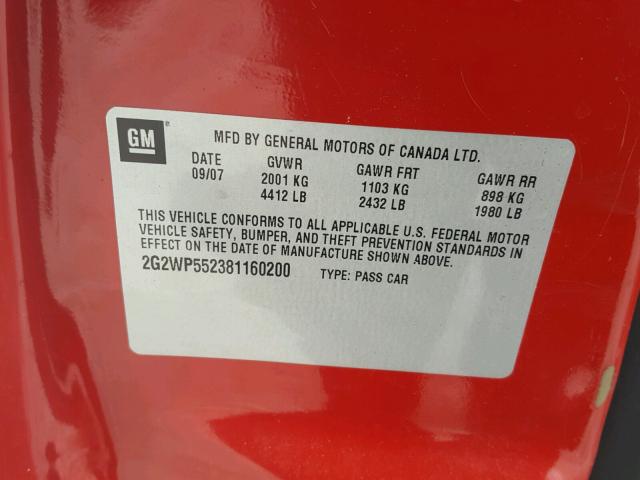 GM
MFD BY GENERAL MOTORS OF CANADA LTD.
DATE GVWR GAWR FRT GAWR RR
09/07 2001 KG 1103 KG 898 KG
4412 LB 2432 LB 1980 LB
THIS VEHICLE CONFORMS TO ALL APPLICABLE U.S. FEDERAL MOTOR
VEHICLE SAFETY, BUMPER, AND THEFT PREVENTION STANDARDS IN
EFFECT ON THE DATE OF MANUFACTURE SHOWN ABOVE.
2G2WP552381160200 TYPE: PASS CAR